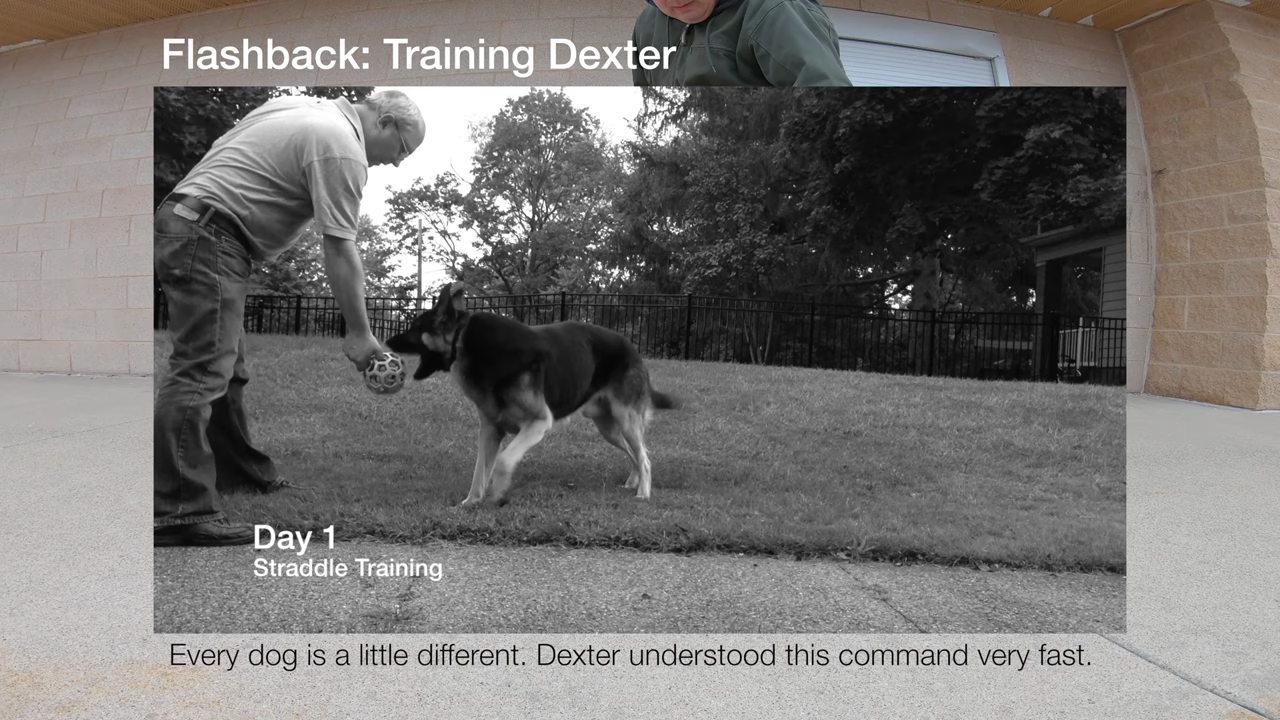 Flashback: Training Dexter
Day 1
Straddle Training
Every dog is a little different. Dexter understood this command very fast.